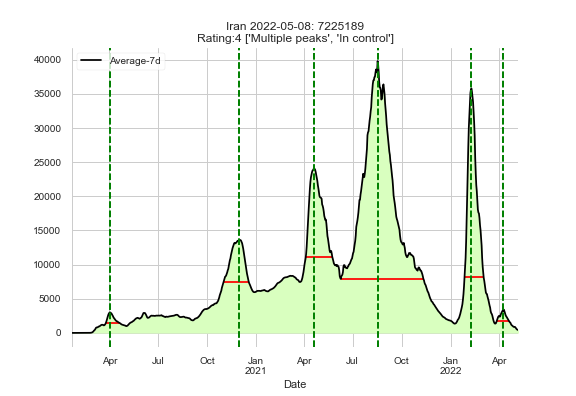 Iran 2022-05-08: 7225189
Rating:4 ['Multiple peaks', 'In control']
Average-7d
40000
35000
30000
25000
20000
15000
10000
5000
0
Apr Jul Oct Jan Apr Jul Oct Jan Apr
2021 2022
Date